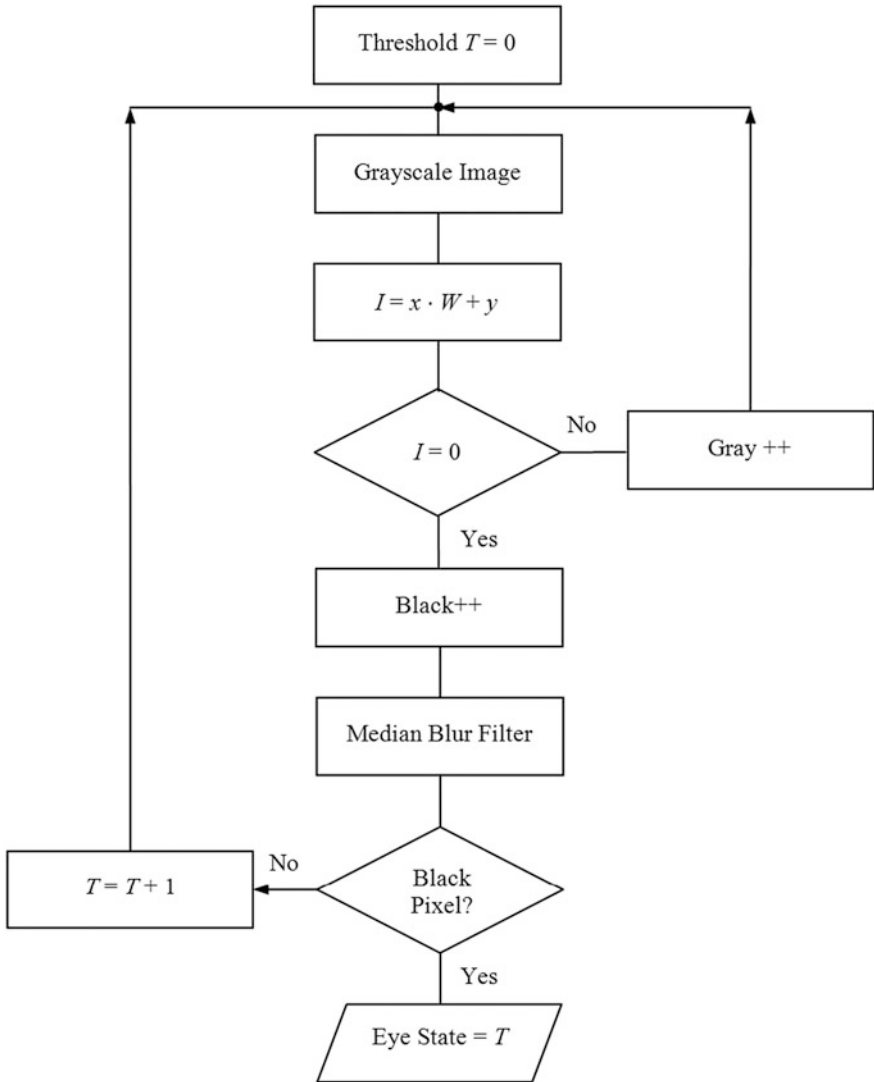 Threshold T = 0
Grayscale Image
I = x · W + y
I = 0
No
Gray ++
Yes
Black++
Median Blur Filter
Black
Pixel?
No
T = T + 1
Yes
Eye State = T